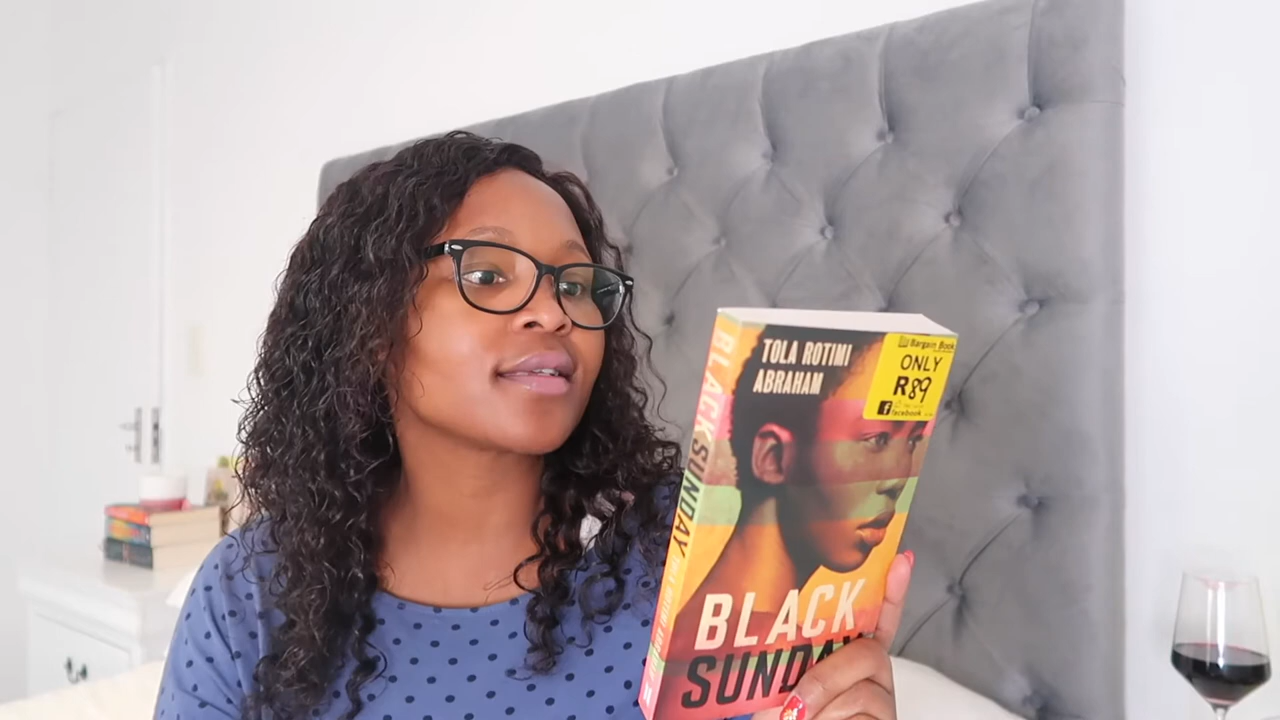 TOLA ROTIMI
ABRAHAM
Bargain Book
ONLY
R89
facebook
BLACK
SUNDAY
BLACK SUNDAY